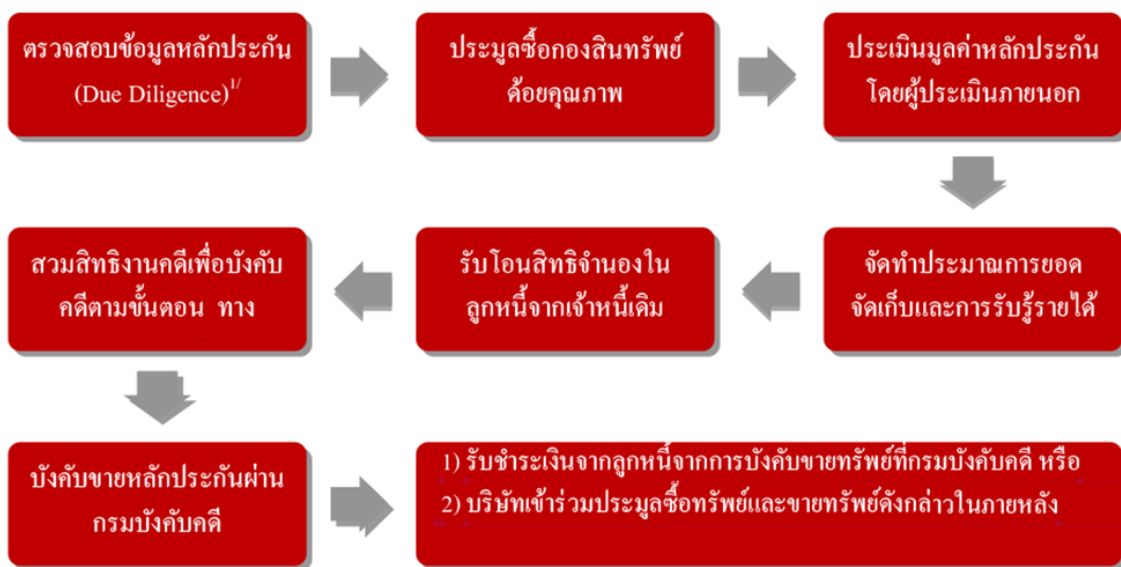 ตรวจสอบข้อมูลหลักประกัน
(Due Diligence)1/
ประมูลซื้อกองสินทรัพย์
ด้อยคุณภาพ
ประเมินมูลค่าหลักประกัน
โดยผู้ประเมินภายนอก
จัดทำประมาณการยอด
จัดเก็บและการรับรู้รายได้
รับโอนสิทธิจำนองใน
ลูกหนี้จากเจ้าหนี้เดิม
สวมสิทธิงานคดีเพื่อบังคับ
คดีตามขั้นตอน ทาง
บังคับขายหลักประกันผ่าน
กรมบังคับคดี
1) รับชำระเงินจากลูกหนี้จากการบังคับขายทรัพย์ที่กรมบังคับคดี หรือ
2) บริษัทเข้าร่วมประมูลซื้อทรัพย์และขายทรัพย์ดังกล่าวในภายหลัง